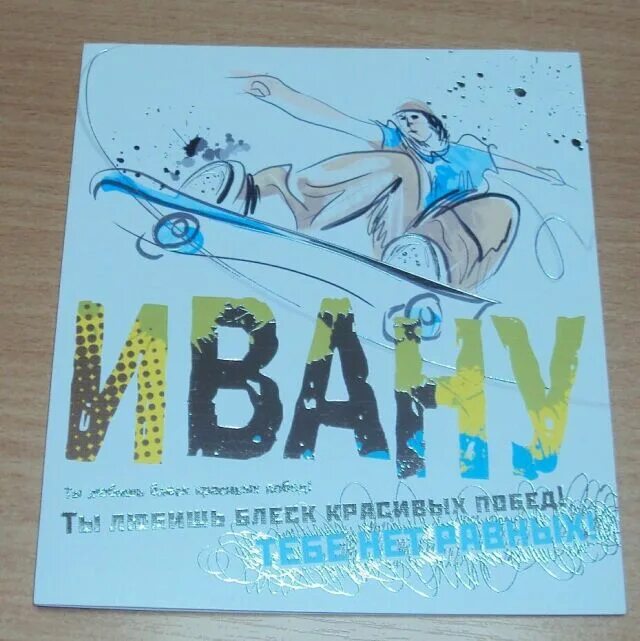 ИВАНУ
Ты любишь блеск красивых побед!
ТЫ ЛЮБИШЬ БЛЕСК КРАСИВЫХ ПОБЕД!
ТЕБЕ НЕТ РАВНЫХ!